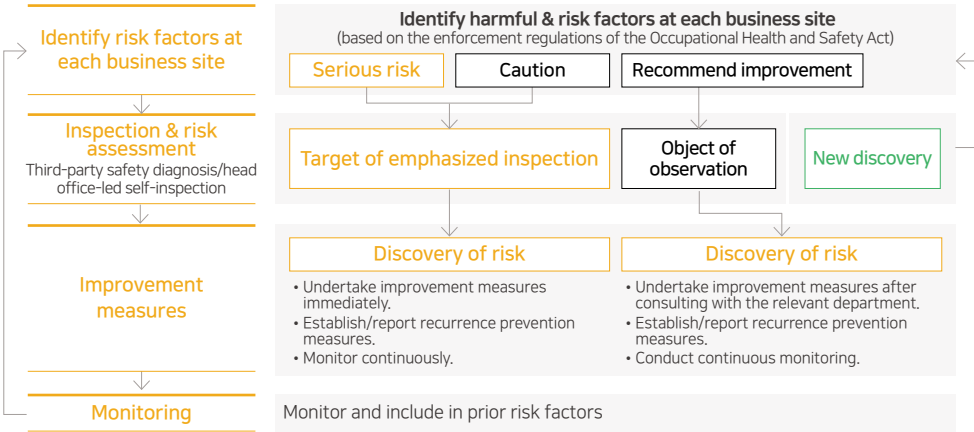 Identify risk factors at
each business site
Identify harmful & risk factors at each business site
(based on the enforcement regulations of the Occupational Health and Safety Act)
Serious risk
Caution
Recommend improvement
Inspection & risk
assessment
Third-party safety diagnosis/head
office-led self-inspection
Target of emphasized inspection
Object of
observation
New discovery
Improvement
measures
Discovery of risk
• Undertake improvement measures
immediately.
• Establish/report recurrence prevention
measures.
• Monitor continuously.
Discovery of risk
• Undertake improvement measures after
consulting with the relevant department.
• Establish/report recurrence prevention
measures.
• Conduct continuous monitoring.
Monitoring
Monitor and include in prior risk factors